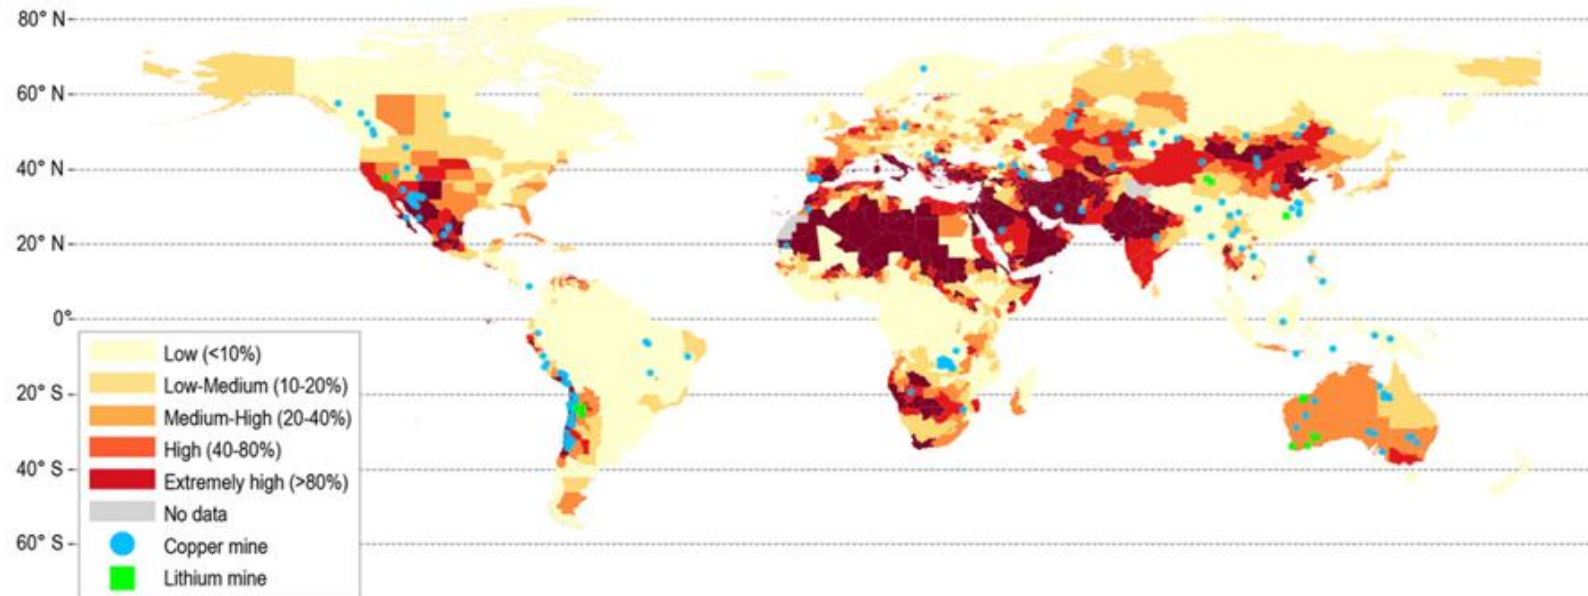 80° N
60° N
40° N
20° N
0°
20° S
40° S
60° S
Low (<10%)
Low-Medium (10-20%)
Medium-High (20-40%)
High (40-80%)
Extremely high (>80%)
No data
Copper mine
Lithium mine